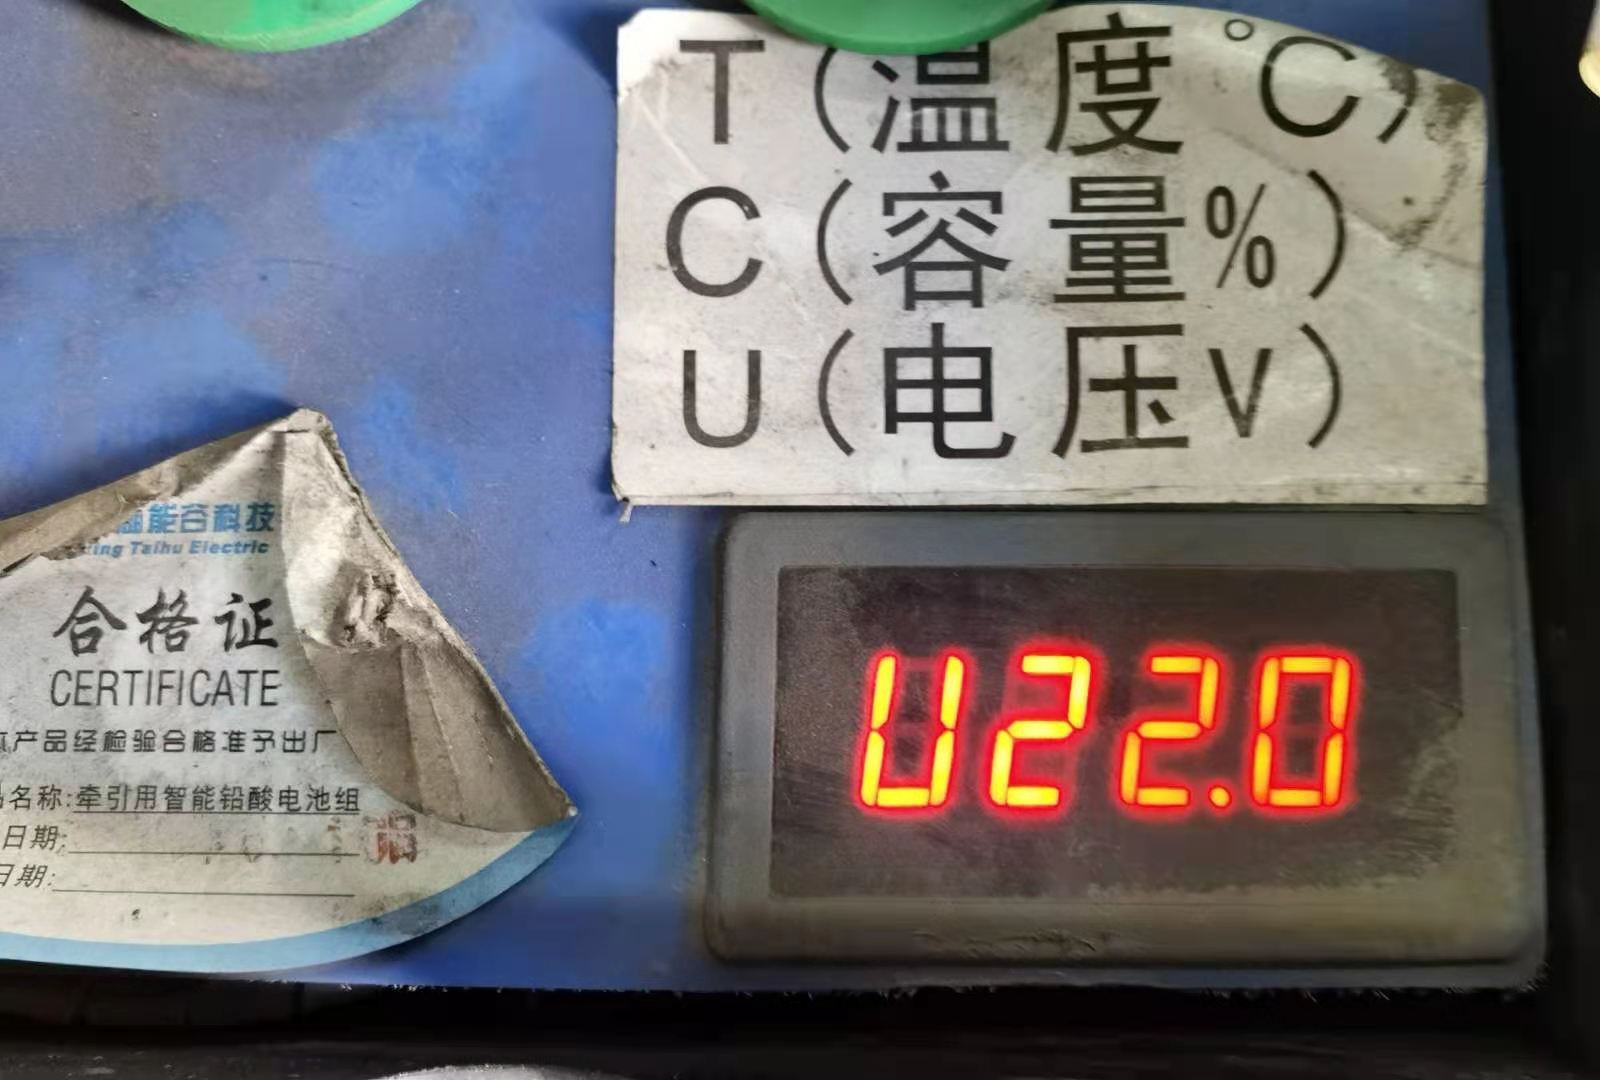 T(温度℃)
C(容量%)
U(电压V)
能谷科技
ing Taihu Electric
合格证
CERTIFICATE
产品经检验合格准予出厂
名称:牵引用智能铅酸电池组
日期:
日期:
U22.0